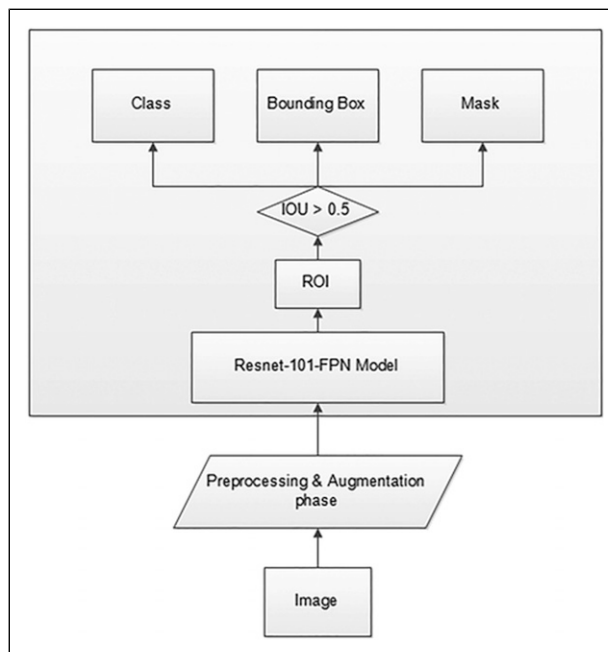 Class
Bounding Box
Mask
IOU > 0.5
ROI
Resnet-101-FPN Model
Preprocessing & Augmentation
phase
Image